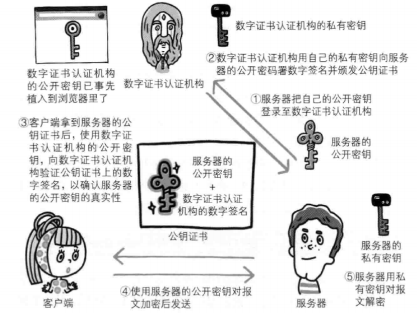 数字证书认证机构
的公开密钥已事先
植入到浏览器里了
数字证书认证机构
数字证书认证机构的私有密钥
②数字证书认证机构用自己的私有密钥向服务
器的公开密码署数字签名并颁发公钥证书
①服务器把自己的公开密钥
登录至数字证书认证机构
服务器的
公开密钥
③客户端拿到服务器的公
钥证书后，使用数字证
书认证机构的公开密
钥，向数字证书认证机
构验证公钥证书上的数
字签名，以确认服务器
的公开密钥的真实性
服务器的
公开密钥
+
数字证书认证
机构的数字签名
公钥证书
④使用服务器的公开密钥对报
文加密后发送
客户端
服务器
服务器的
私有密钥
⑤服务器用私
有密钥对报
文解密